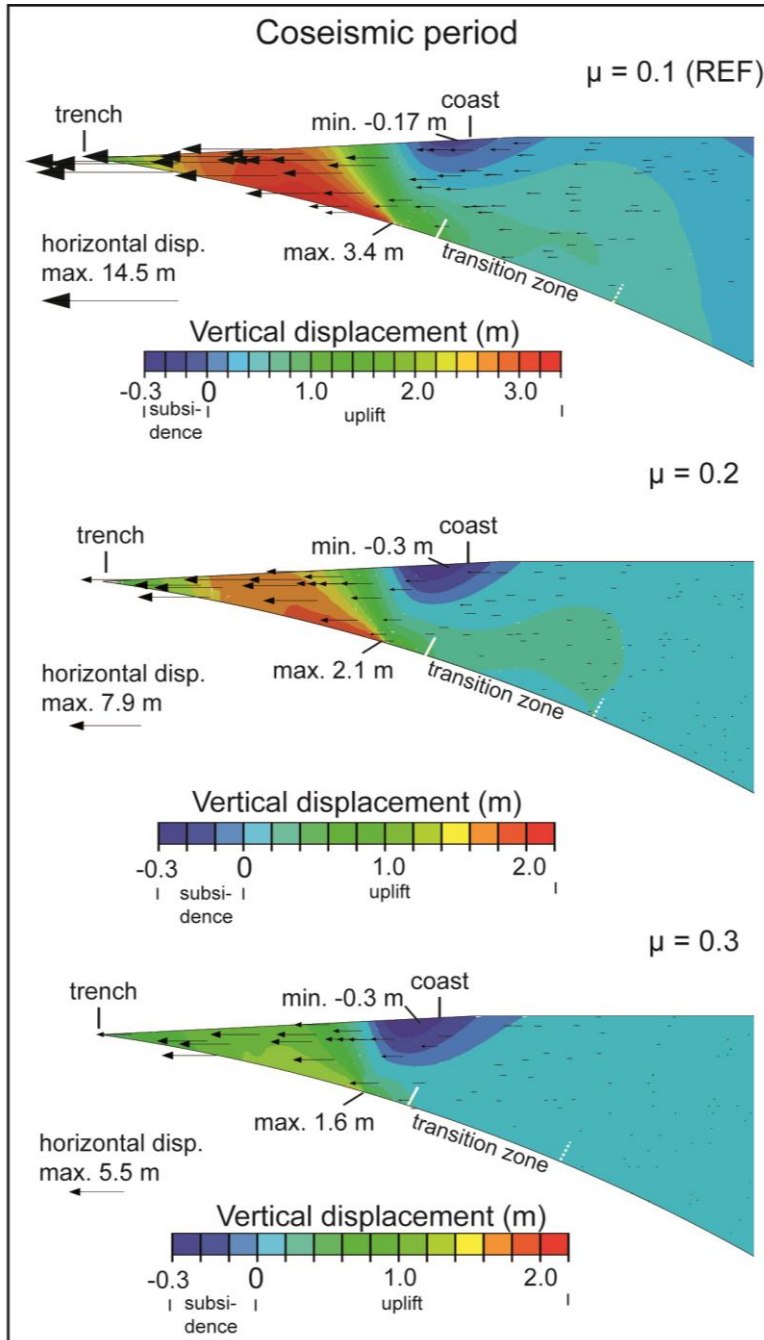 Coseismic period
μ = 0.1 (REF)
trench
coast
min. -0.17 m
max. 3.4 m
transition zone
horizontal disp.
max. 14.5 m
Vertical displacement (m)
-0.3 0 1.0 2.0 3.0
subsi-
dence
uplift
μ = 0.2
trench
coast
min. -0.3 m
max. 2.1 m
transition zone
horizontal disp.
max. 7.9 m
Vertical displacement (m)
-0.3 0 1.0 2.0
subsi-
dence
uplift
μ = 0.3
trench
coast
min. -0.3 m
max. 1.6 m
transition zone
horizontal disp.
max. 5.5 m
Vertical displacement (m)
-0.3 0 1.0 2.0
subsi-
dence
uplift